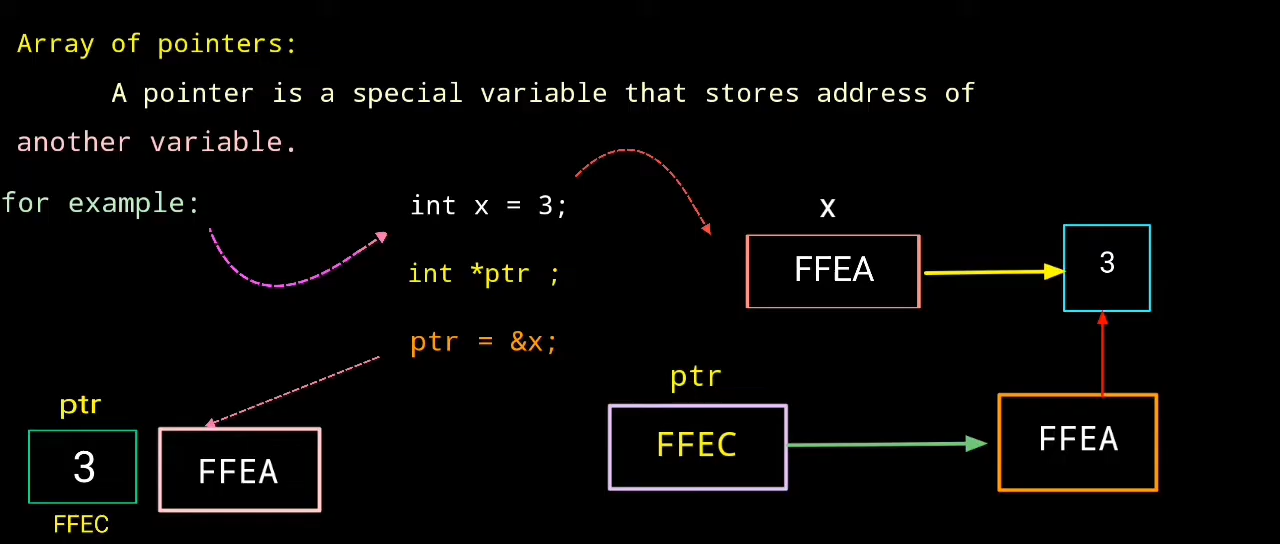 Array of pointers:
A pointer is a special variable that stores address of
another variable.
for example:
int x = 3;
int *ptr ;
ptr = &x;
x
FFEA
3
ptr
FFEC
FFEA
ptr
3
FFEA
FFEC